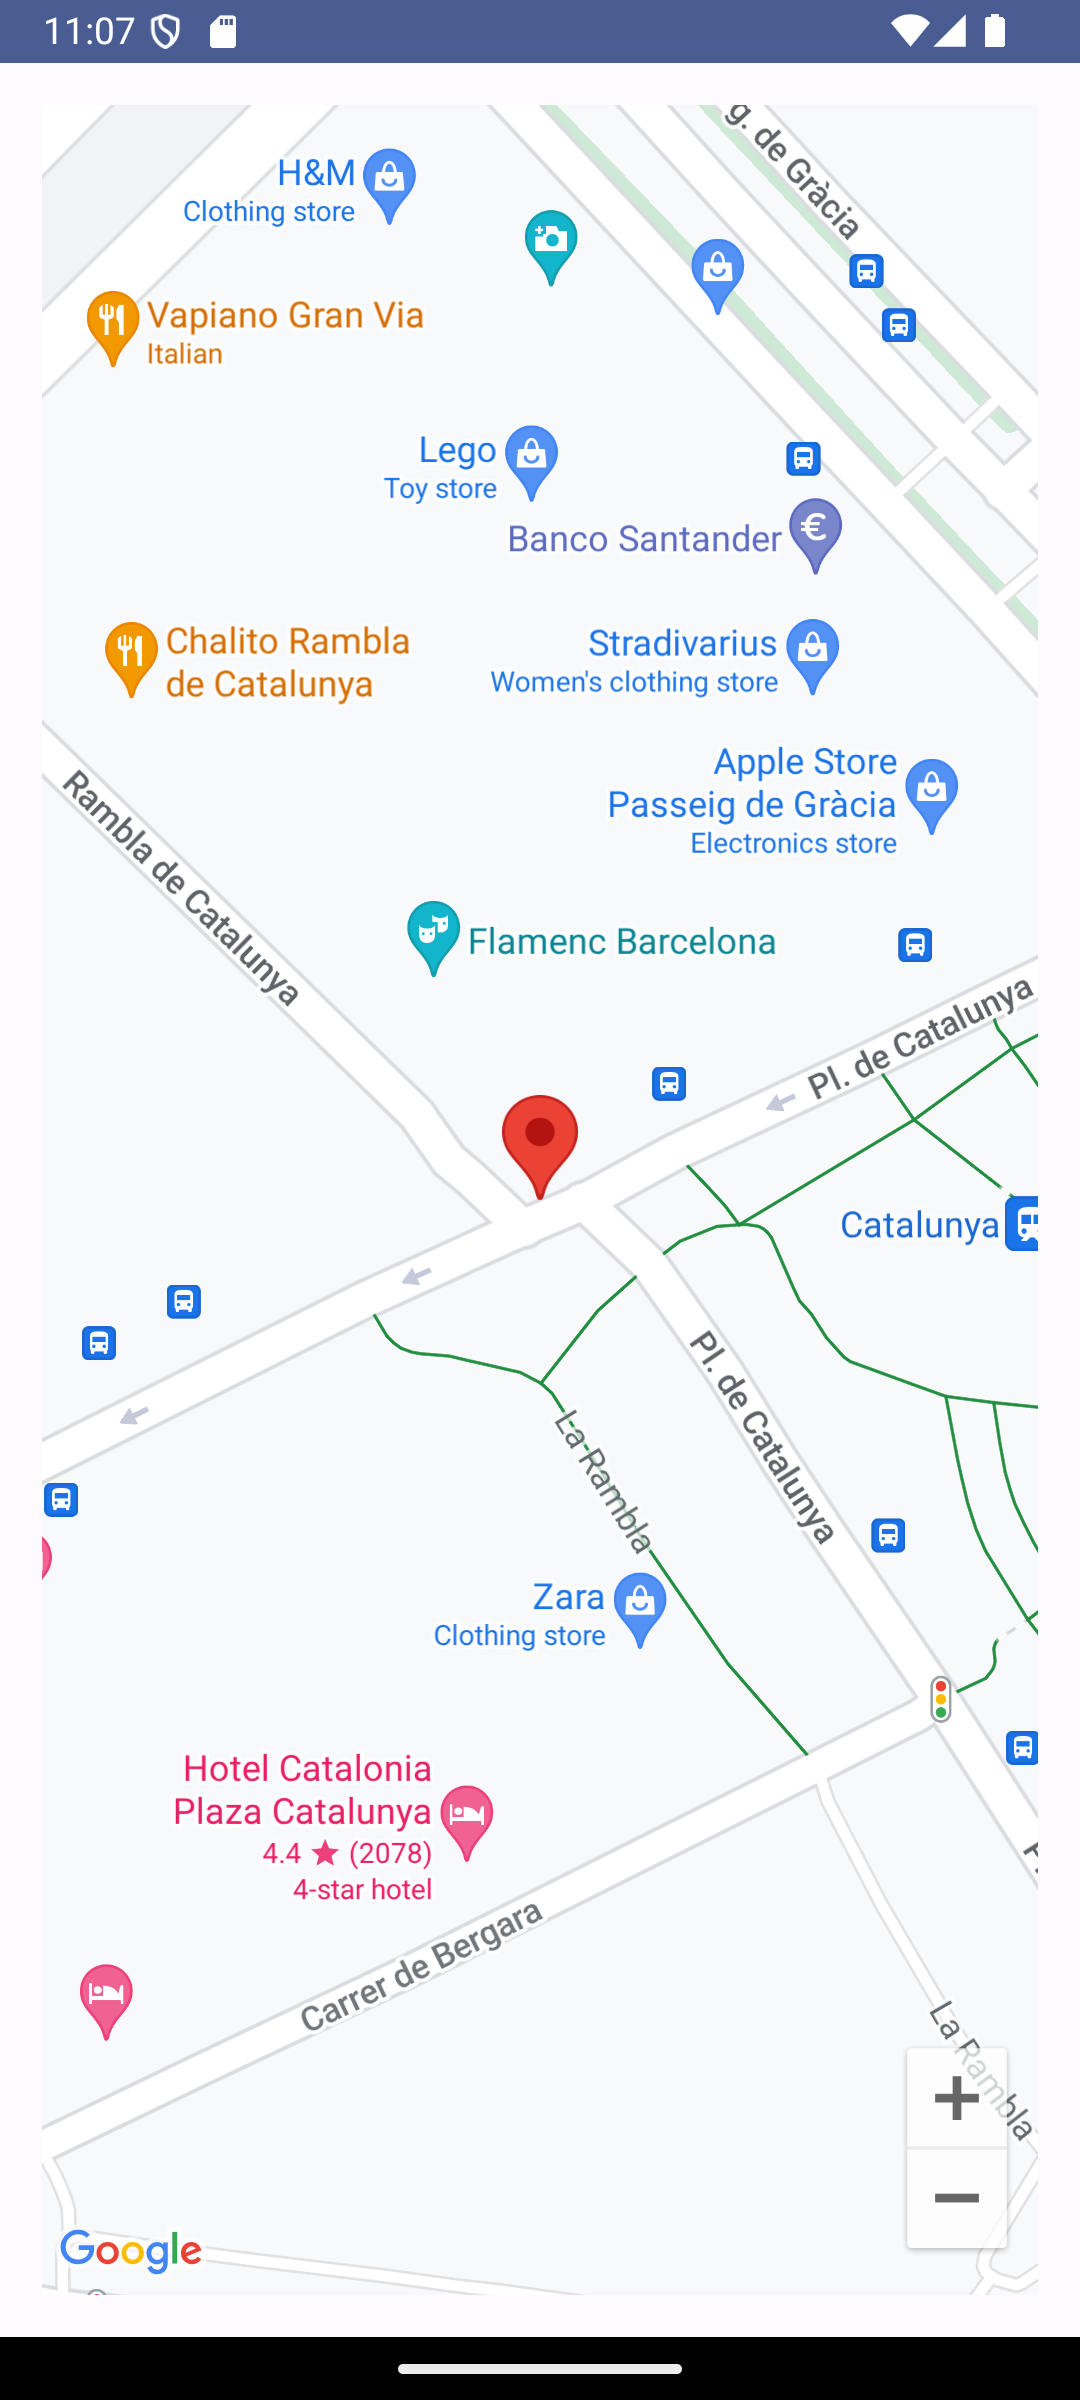 11:07
g. de Gràcia
H&M
Clothing store
Vapiano Gran Via
Italian
Lego
Toy store
Banco Santander
€
Chalito Rambla
de Catalunya
Stradivarius
Women's clothing store
Apple Store
Passeig de Gràcia
Electronics store
Rambla de Catalunya
Flamenc Barcelona
Pl. de Catalunya
Catalunya
Pl. de Catalunya
La Rambla
Zara
Clothing store
Hotel Catalonia
Plaza Catalunya
4.4 ★ (2078)
4-star hotel
Carrer de Bergara
La Rambla
+
−
Google